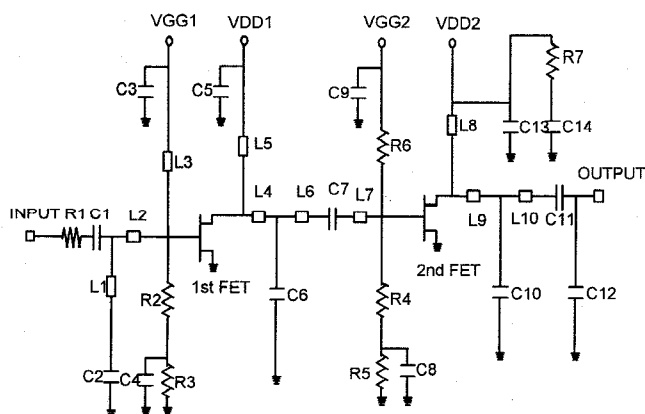 VGG1 VDD1 VGG2 VDD2
C3 C5 C9 R7
L3 L5 R6 L8 C13 C14
INPUT R1 C1 L2 L4 L6 C7 L7 L9 L10 C11 OUTPUT
1st FET 2nd FET
L1 R2 C6 R4 C10 C12
C2 C4 R3 R5 C8